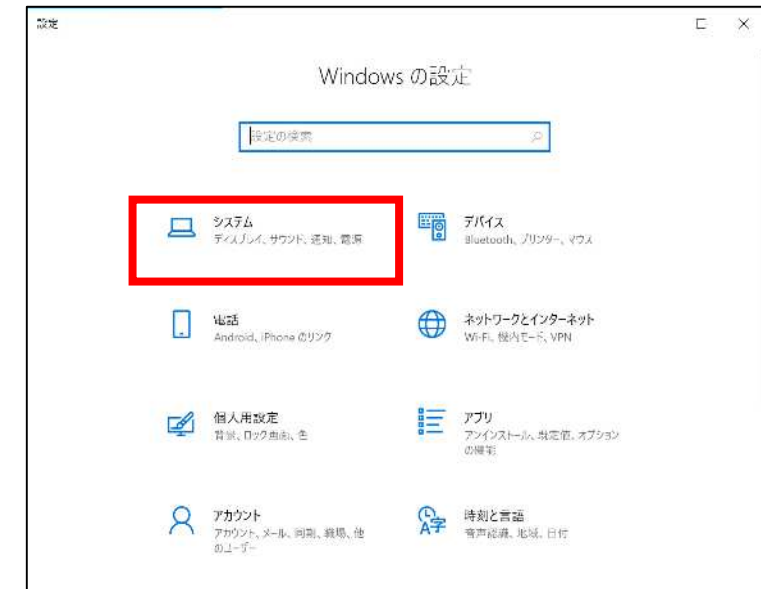 設定
Windows の設定
設定の検索
システム
ディスプレイ、サウンド、通知、電源
デバイス
Bluetooth、プリンター、マウス
電話
Android、iPhone のリンク
ネットワークとインターネット
Wi-Fi、機内モード、VPN
個人用設定
背景、ロック画面、色
アプリ
アンインストール、既定値、オプション
の機能
アカウント
アカウント、メール、同期、職場、他
のユーザー
時刻と言語
音声認識、地域、日付